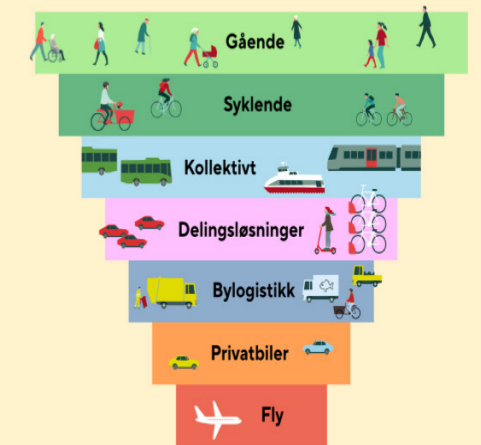 Gående
Syklende
Kollektivt
Delingsløsninger
Bylogistikk
Privatbiler
Fly